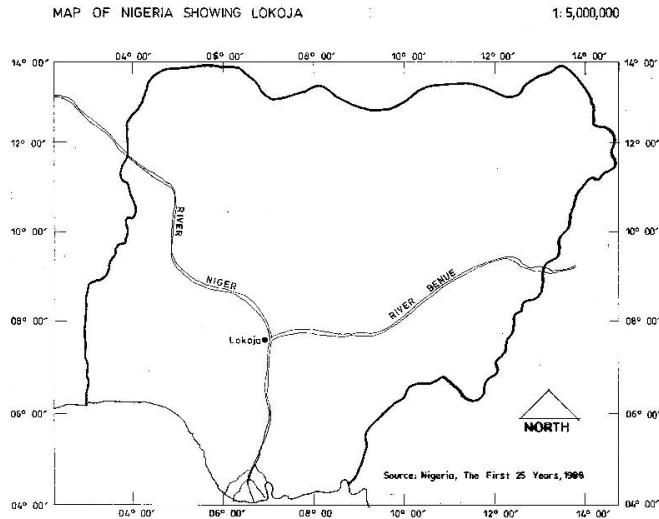 MAP OF NIGERIA SHOWING LOKOJA 1:5,000,000
04° 00' 06° 00' 08° 00' 10° 00' 12° 00' 14° 00'
14° 00' 14° 00'
12° 00' 12° 00'
RIVER
10° 00' 10° 00'
NIGER
RIVER BENUE
08° 00' 08° 00'
Lokoja
06° 00' 06° 00'
NORTH
Source: Nigeria, The First 25 Years, 1986
04° 00' 04° 00'
04° 00' 06° 00' 08° 00' 10° 00' 12° 00' 14° 00'